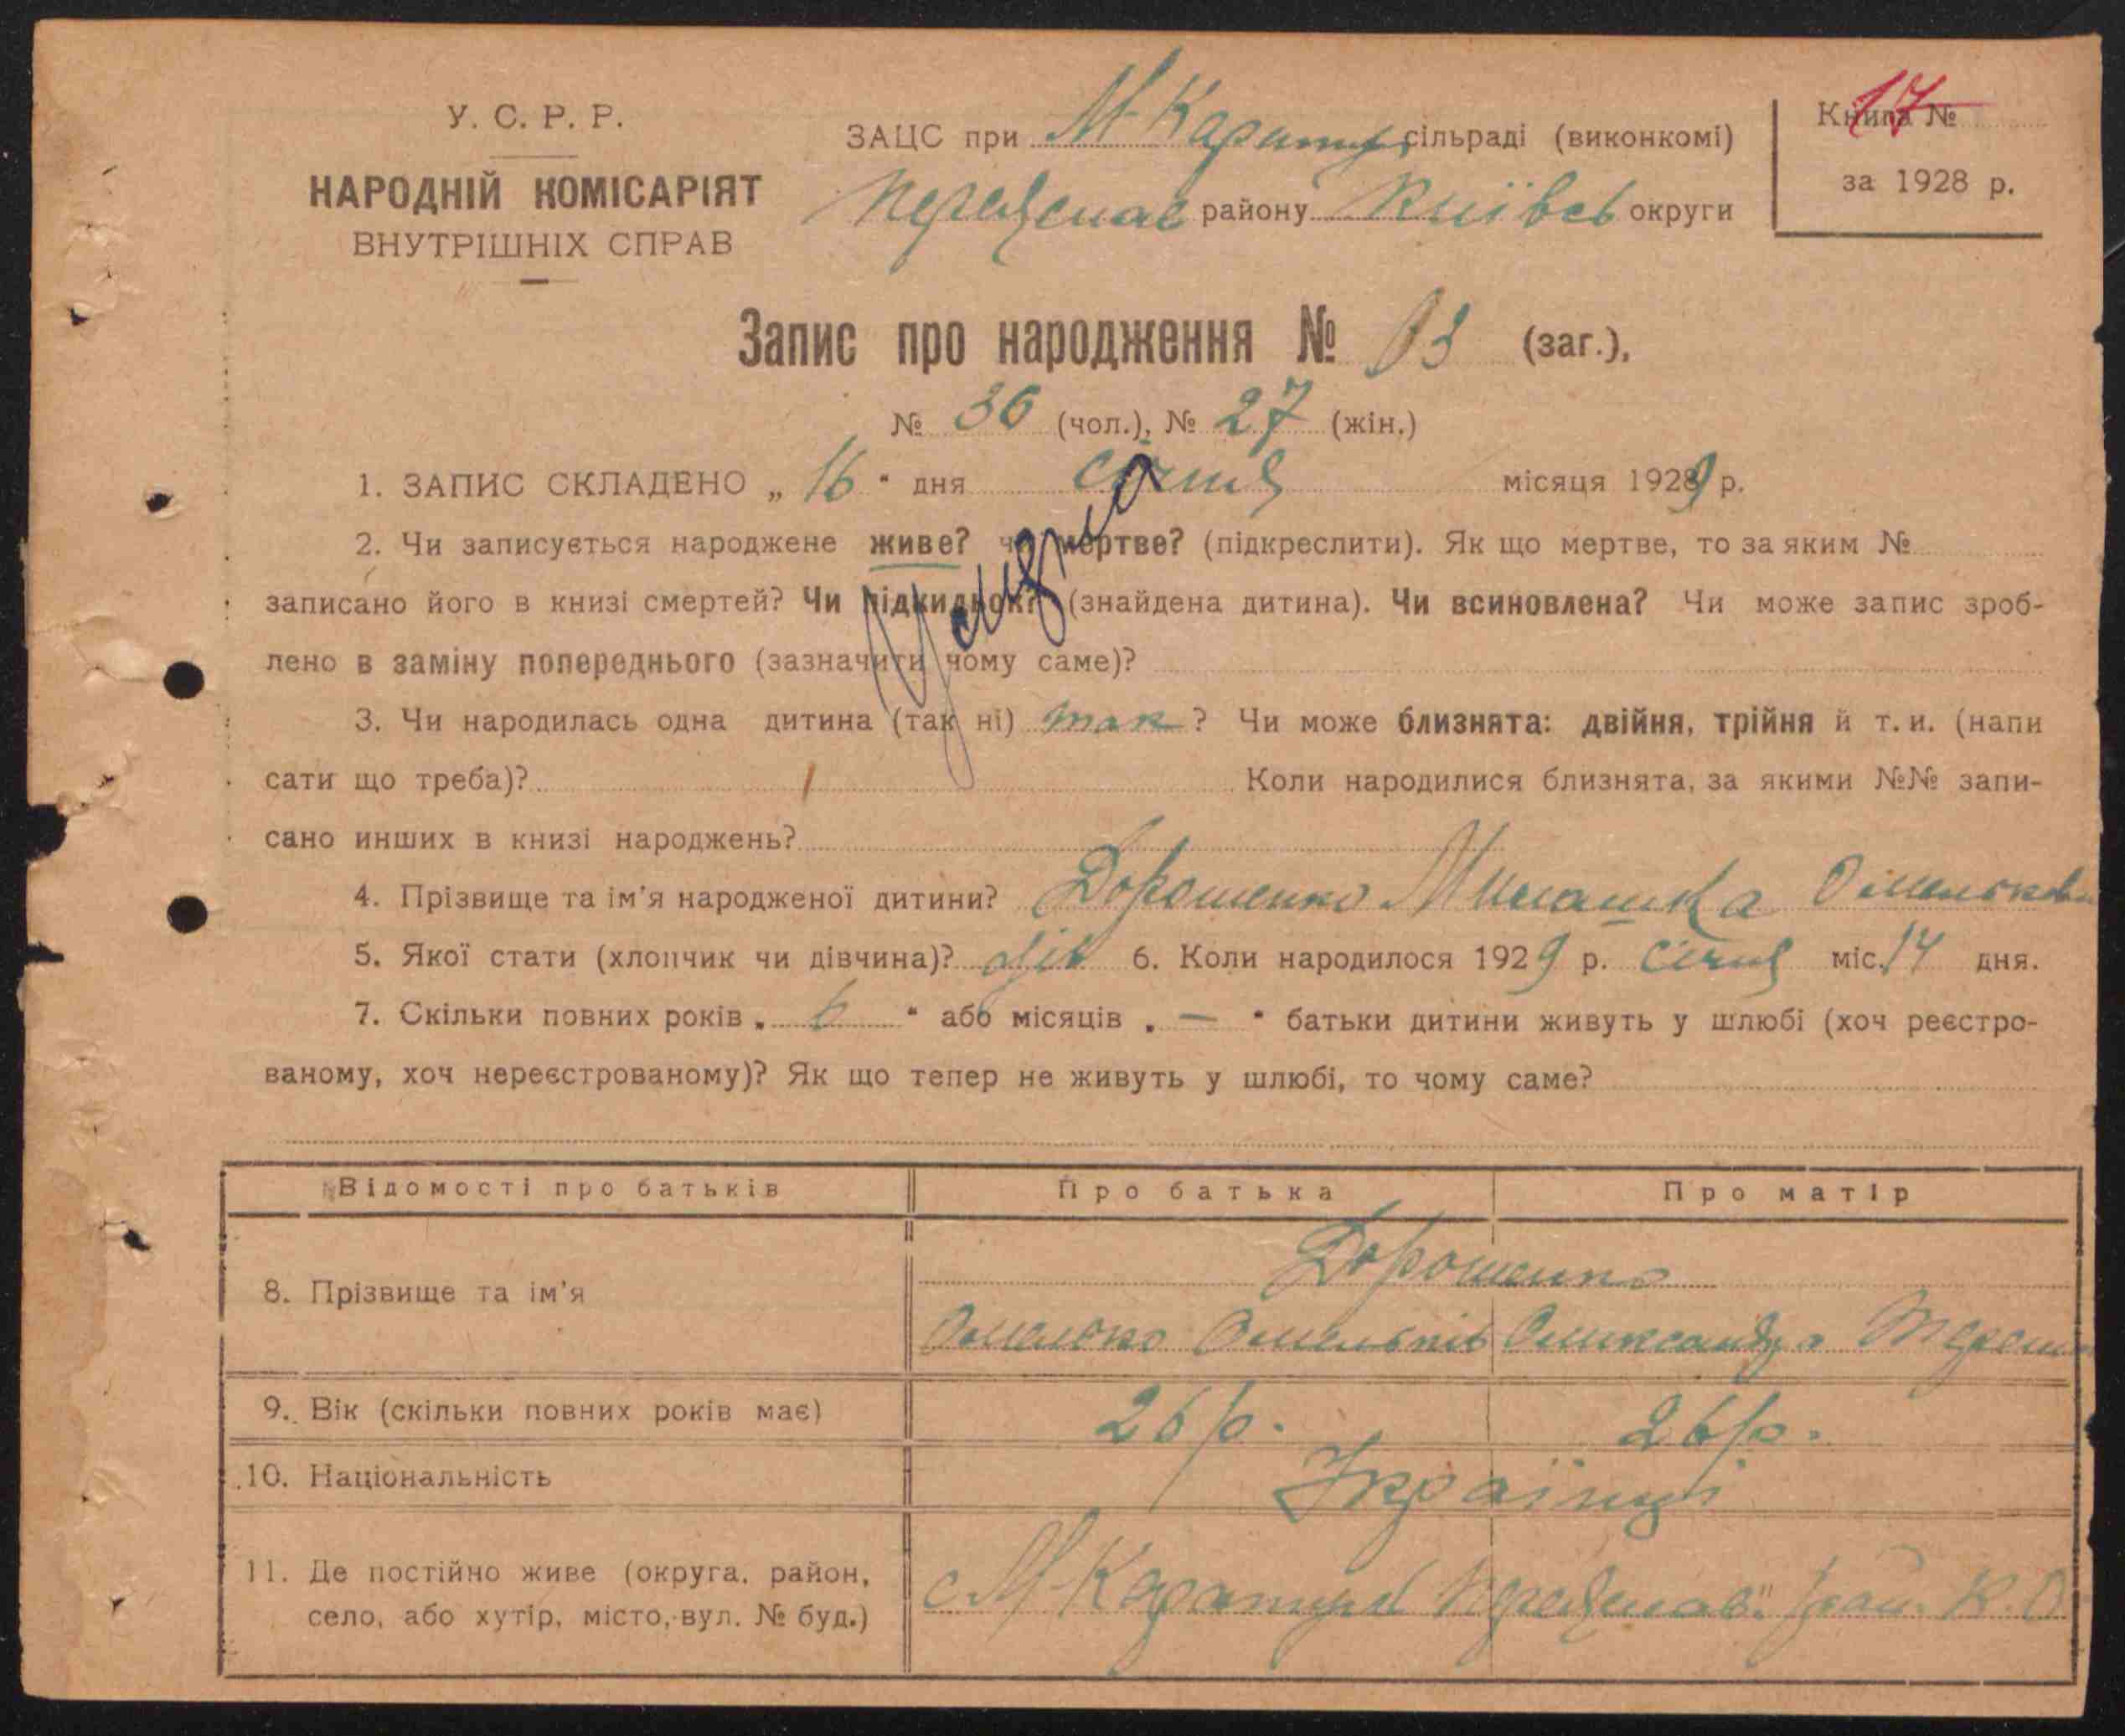 У. С. Р. Р.
НАРОДНІЙ КОМІСАРІЯТ
ВНУТРІШНІХ СПРАВ
ЗАЦС при М-Карат сільраді (виконкомі)
Переяслав району Київсь округи
Книга № 17
за 1928 р.
Запис про народження № (заг.),
№ 36 (чол.), № 27 (жін.)
1. ЗАПИС СКЛАДЕНО „ 16 " дня січня місяця 1929 р.
2. Чи записується народжене живе? чи мертве? (підкреслити). Як що мертве, то за яким №
записано його в книзі смертей? Чи підкидьок? (знайдена дитина). Чи всиновлена? Чи може запис зроб-
лено в заміну попереднього (зазначити чому саме)?
3. Чи народилась одна дитина (так ні) так ? Чи може близнята: двійня, трійня й т. и. (напи
сати що треба)? Коли народилися близнята, за якими №№ запи-
сано инших в книзі народжень?
4. Прізвище та ім'я народженої дитини? Дорошенко
5. Якої стати (хлопчик чи дівчина)? дів 6. Коли народилося 1929 р. січня міс. 14 дня.
7. Скільки повних років „ 6 " або місяців „ — " батьки дитини живуть у шлюбі (хоч реєстро-
ваному, хоч нереєстрованому)? Як що тепер не живуть у шлюбі, то чому саме?
Відомості про батьків Про батька Про матір
8. Прізвище та ім'я Дорошенко
Омелько Омельків Олександра
9. Вік (скільки повних років має) 26 р. 26 р.
10. Національність Українці
11. Де постійно живе (округа, район, с М-Каратуля Переяслав рай. К. О
село, або хутір, місто, вул. № буд.)